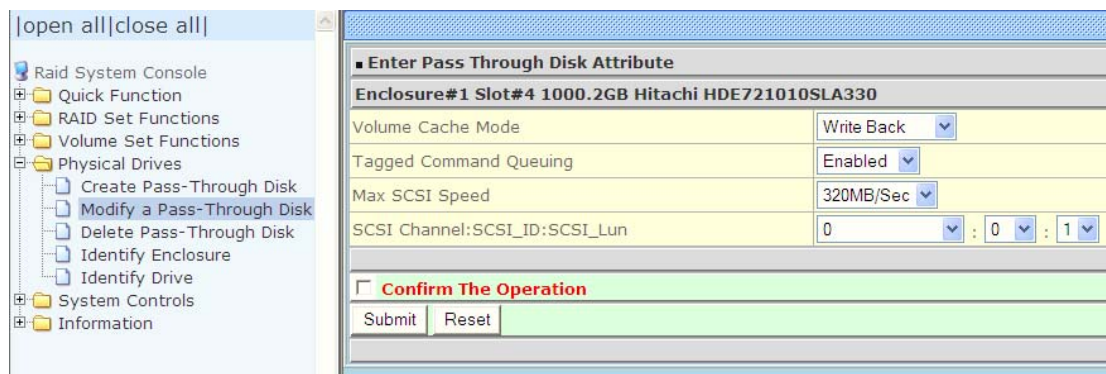 |open all|close all|
Raid System Console
Quick Function
RAID Set Functions
Volume Set Functions
Physical Drives
Create Pass-Through Disk
Modify a Pass-Through Disk
Delete Pass-Through Disk
Identify Enclosure
Identify Drive
System Controls
Information
Enter Pass Through Disk Attribute
Enclosure#1 Slot#4 1000.2GB Hitachi HDE721010SLA330
Volume Cache Mode Write Back
Tagged Command Queuing Enabled
Max SCSI Speed 320MB/Sec
SCSI Channel:SCSI_ID:SCSI_Lun 0 : 0 : 1
Confirm The Operation
Submit Reset